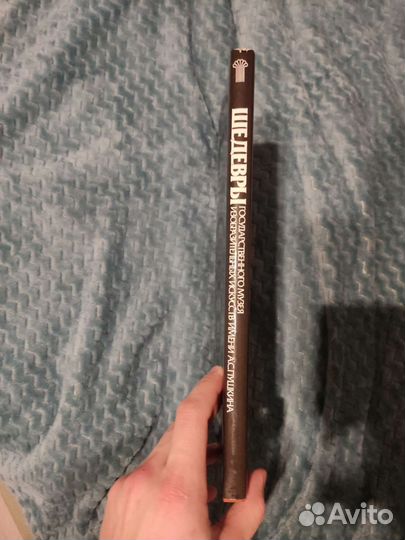 ШЕДЕВРЫ
ГОСУДАРСТВЕННОГО МУЗЕЯ
ИЗОБРАЗИТЕЛЬНЫХ ИСКУССТВ ИМЕНИ А.С.ПУШКИНА
Avito